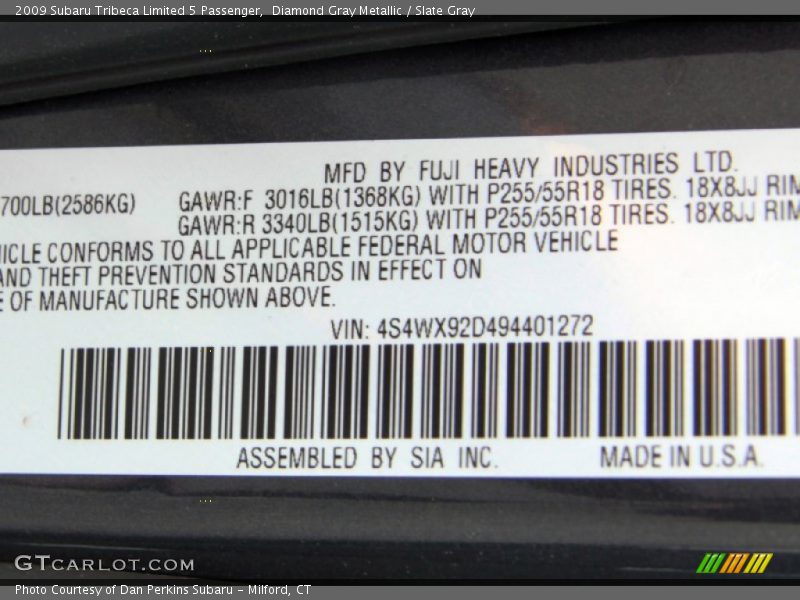 2009 Subaru Tribeca Limited 5 Passenger,  Diamond Gray Metallic / Slate Gray
MFD BY FUJI HEAVY INDUSTRIES LTD.
700LB(2586KG) GAWR:F 3016LB(1368KG) WITH P255/55R18 TIRES. 18X8JJ RIM
GAWR:R 3340LB(1515KG) WITH P255/55R18 TIRES. 18X8JJ RIM
ICLE CONFORMS TO ALL APPLICABLE FEDERAL MOTOR VEHICLE
AND THEFT PREVENTION STANDARDS IN EFFECT ON
E OF MANUFACTURE SHOWN ABOVE.
VIN: 4S4WX92D494401272
ASSEMBLED BY SIA INC. MADE IN U.S.A.
GTCARLOT.COM
Photo Courtesy of Dan Perkins Subaru - Milford, CT